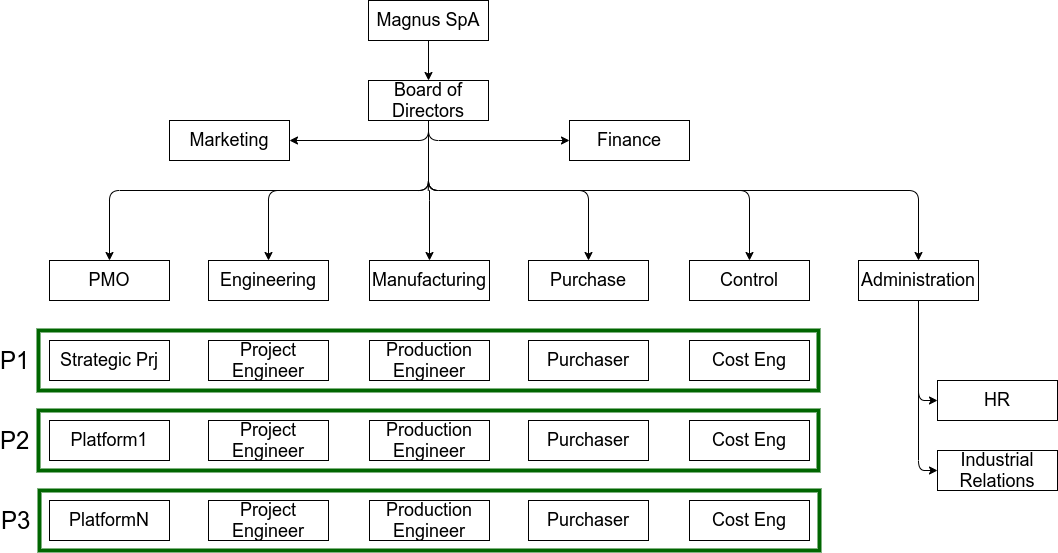 Magnus SpA
Board of
Directors
Marketing
Finance
PMO
Engineering
Manufacturing
Purchase
Control
Administration
P1
Strategic Prj
Project
Engineer
Production
Engineer
Purchaser
Cost Eng
HR
P2
Platform1
Project
Engineer
Production
Engineer
Purchaser
Cost Eng
Industrial
Relations
P3
PlatformN
Project
Engineer
Production
Engineer
Purchaser
Cost Eng